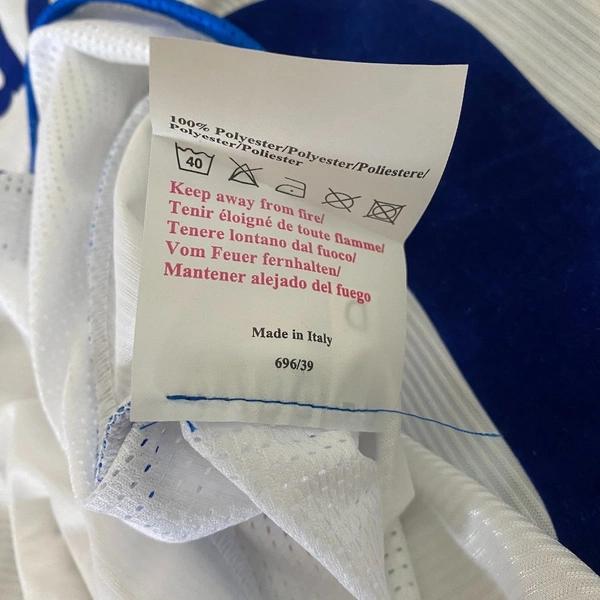 100% Polyester/Polyester/Poliestere/
Polyester/Poliester
40
Keep away from fire/
Tenir éloigné de toute flamme/
Tenere lontano dal fuoco/
Vom Feuer fernhalten/
Mantener alejado del fuego
Made in Italy
696/39